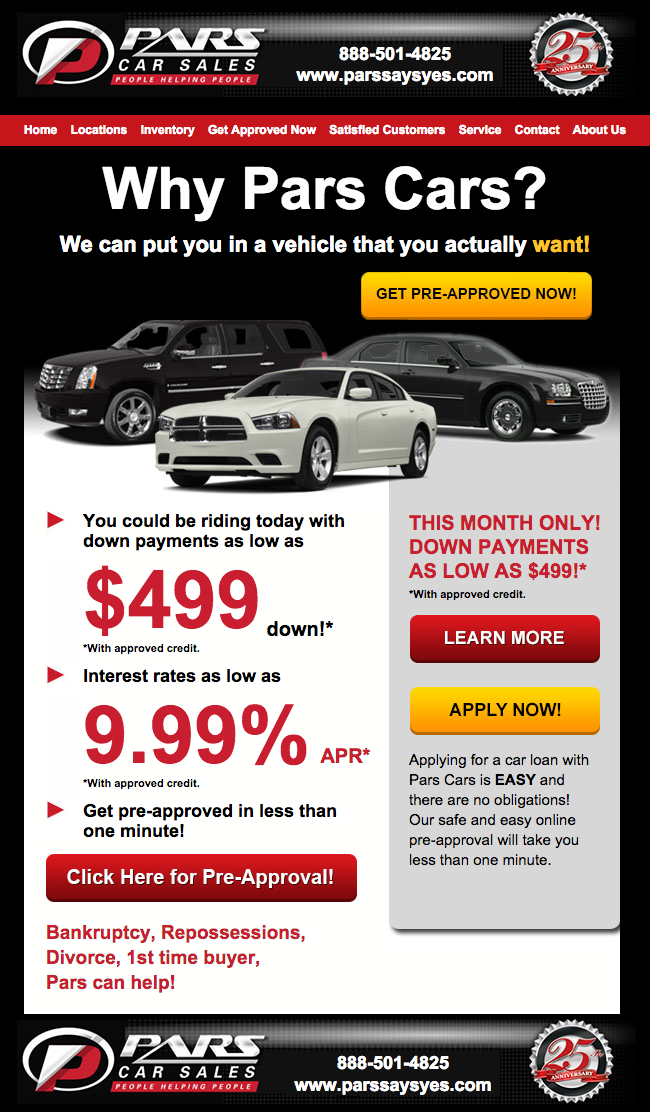 PARS
CAR SALES
PEOPLE HELPING PEOPLE
888-501-4825
www.parssaysyes.com
25
ANNIVERSARY
Home Locations Inventory Get Approved Now Satisfied Customers Service Contact About Us
Why Pars Cars?
We can put you in a vehicle that you actually want!
GET PRE-APPROVED NOW!
You could be riding today with
down payments as low as
$499 down!*
*With approved credit.
Interest rates as low as
9.99% APR*
*With approved credit.
Get pre-approved in less than
one minute!
Click Here for Pre-Approval!
Bankruptcy, Repossessions,
Divorce, 1st time buyer,
Pars can help!
THIS MONTH ONLY!
DOWN PAYMENTS
AS LOW AS $499!*
*With approved credit.
LEARN MORE
APPLY NOW!
Applying for a car loan with
Pars Cars is EASY and
there are no obligations!
Our safe and easy online
pre-approval will take you
less than one minute.
PARS
CAR SALES
PEOPLE HELPING PEOPLE
888-501-4825
www.parssaysyes.com
25
ANNIVERSARY